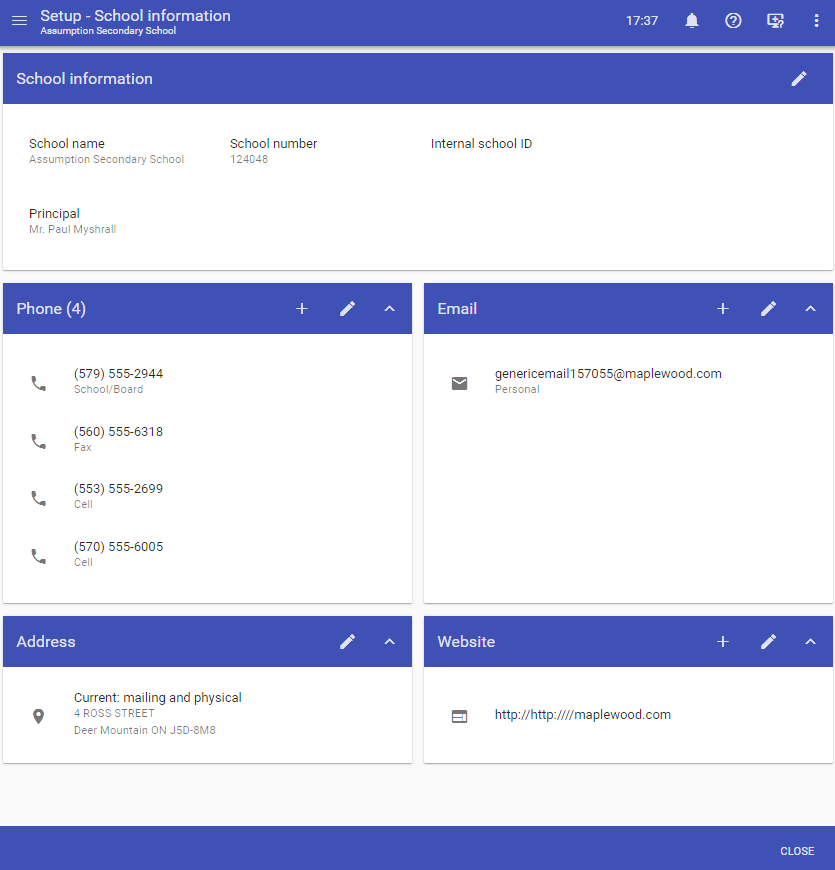 Setup - School information
Assumption Secondary School
17:37
School information
School name
Assumption Secondary School
School number
124048
Internal school ID
Principal
Mr. Paul Myshrall
Phone (4)
(579) 555-2944
School/Board
(560) 555-6318
Fax
(553) 555-2699
Cell
(570) 555-6005
Cell
Email
genericemail157055@maplewood.com
Personal
Address
Current: mailing and physical
4 ROSS STREET
Deer Mountain ON J5D-8M8
Website
http://http:////maplewood.com
CLOSE